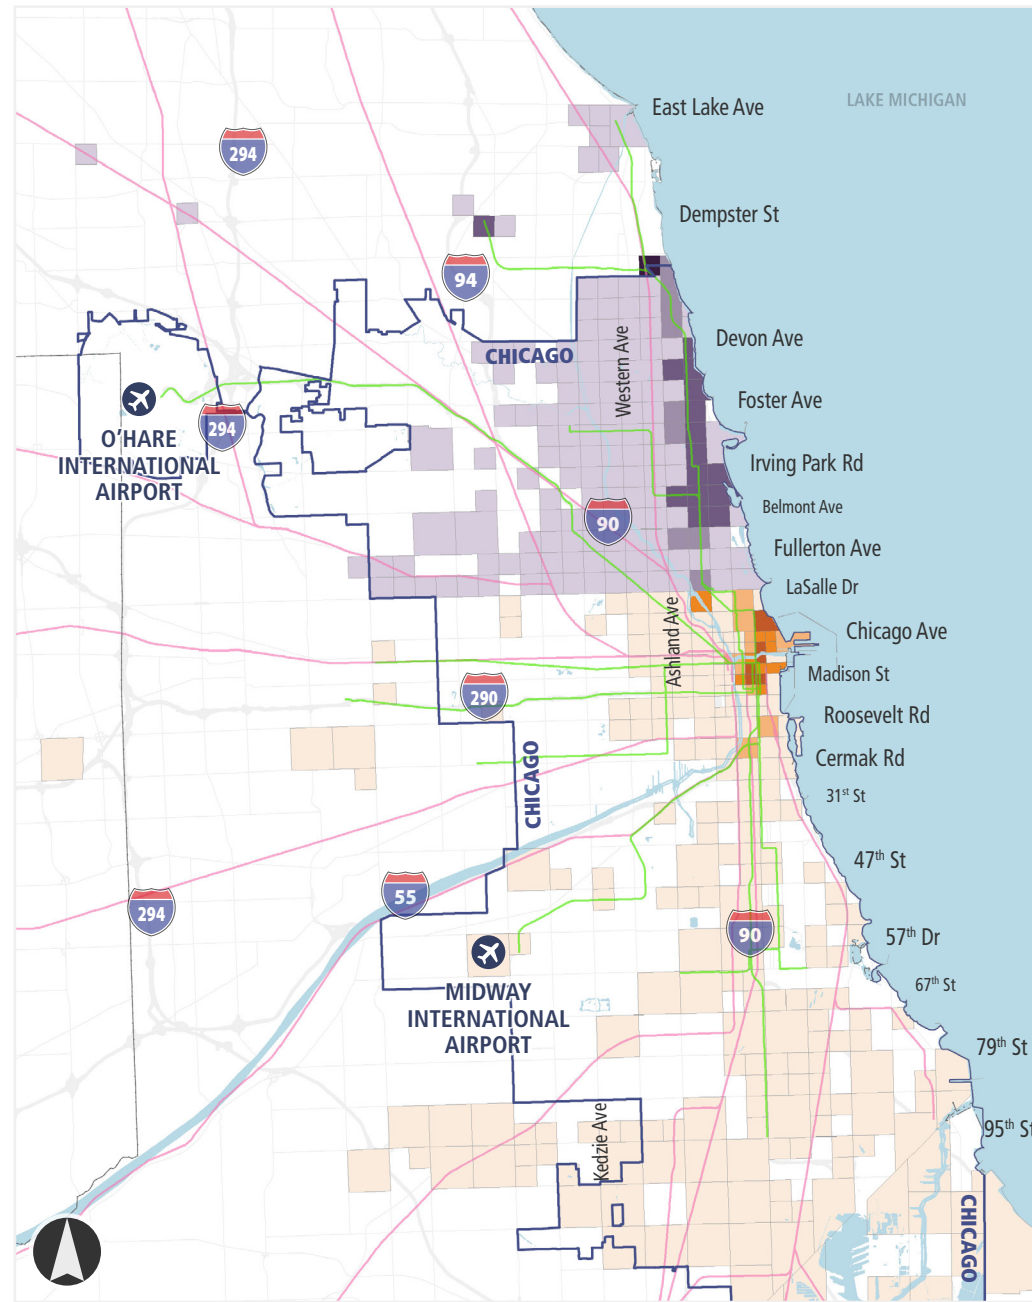 East Lake Ave
LAKE MICHIGAN
294
Dempster St
94
Devon Ave
CHICAGO
Western Ave
Foster Ave
294
O'HARE
INTERNATIONAL
AIRPORT
Irving Park Rd
Belmont Ave
90
Fullerton Ave
LaSalle Dr
Ashland Ave
Chicago Ave
Madison St
290
Roosevelt Rd
Cermak Rd
CHICAGO
31st St
47th St
55
294
90
57th Dr
67th St
MIDWAY
INTERNATIONAL
AIRPORT
79th St
Kedzie Ave
95th St
CHICAGO